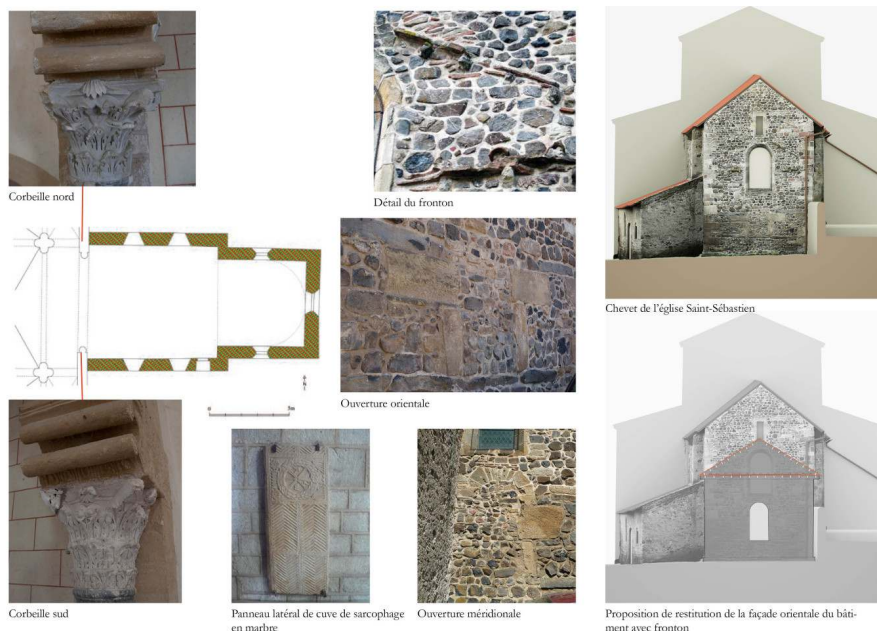 Corbeille nord
Détail du fronton
Chevet de l'église Saint-Sébastien
Ouverture orientale
Corbeille sud
Panneau latéral de cuve de sarcophage
en marbre
Ouverture méridionale
Proposition de restitution de la façade orientale du bâti-
ment avec fronton